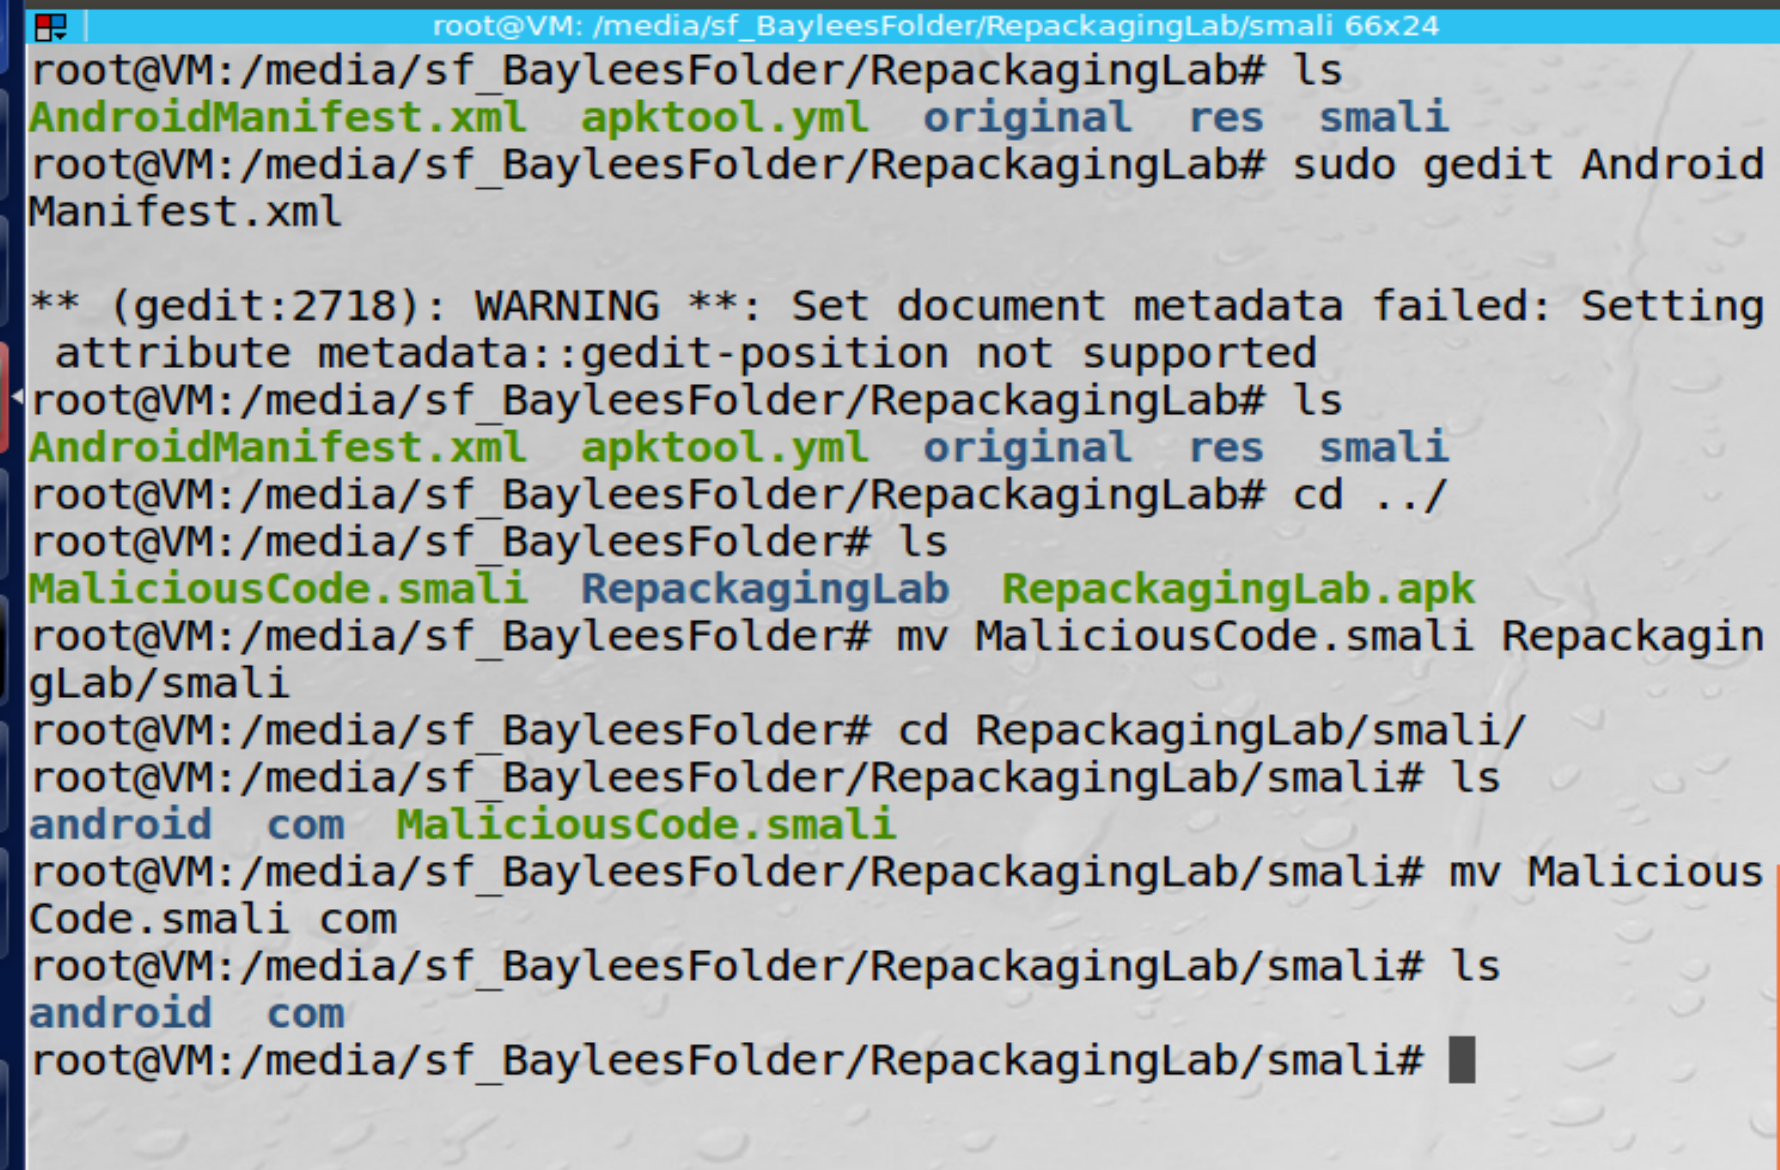 root@VM: /media/sf_BayleesFolder/RepackagingLab/smali 66x24
root@VM:/media/sf_BayleesFolder/RepackagingLab# ls
AndroidManifest.xml  apktool.yml  original  res  smali
root@VM:/media/sf_BayleesFolder/RepackagingLab# sudo gedit Android
Manifest.xml
** (gedit:2718): WARNING **: Set document metadata failed: Setting
 attribute metadata::gedit-position not supported
root@VM:/media/sf_BayleesFolder/RepackagingLab# ls
AndroidManifest.xml  apktool.yml  original  res  smali
root@VM:/media/sf_BayleesFolder/RepackagingLab# cd ../
root@VM:/media/sf_BayleesFolder# ls
MaliciousCode.smali  RepackagingLab  RepackagingLab.apk
root@VM:/media/sf_BayleesFolder# mv MaliciousCode.smali Repackagin
gLab/smali
root@VM:/media/sf_BayleesFolder# cd RepackagingLab/smali/
root@VM:/media/sf_BayleesFolder/RepackagingLab/smali# ls
android  com  MaliciousCode.smali
root@VM:/media/sf_BayleesFolder/RepackagingLab/smali# mv Malicious
Code.smali com
root@VM:/media/sf_BayleesFolder/RepackagingLab/smali# ls
android  com
root@VM:/media/sf_BayleesFolder/RepackagingLab/smali#